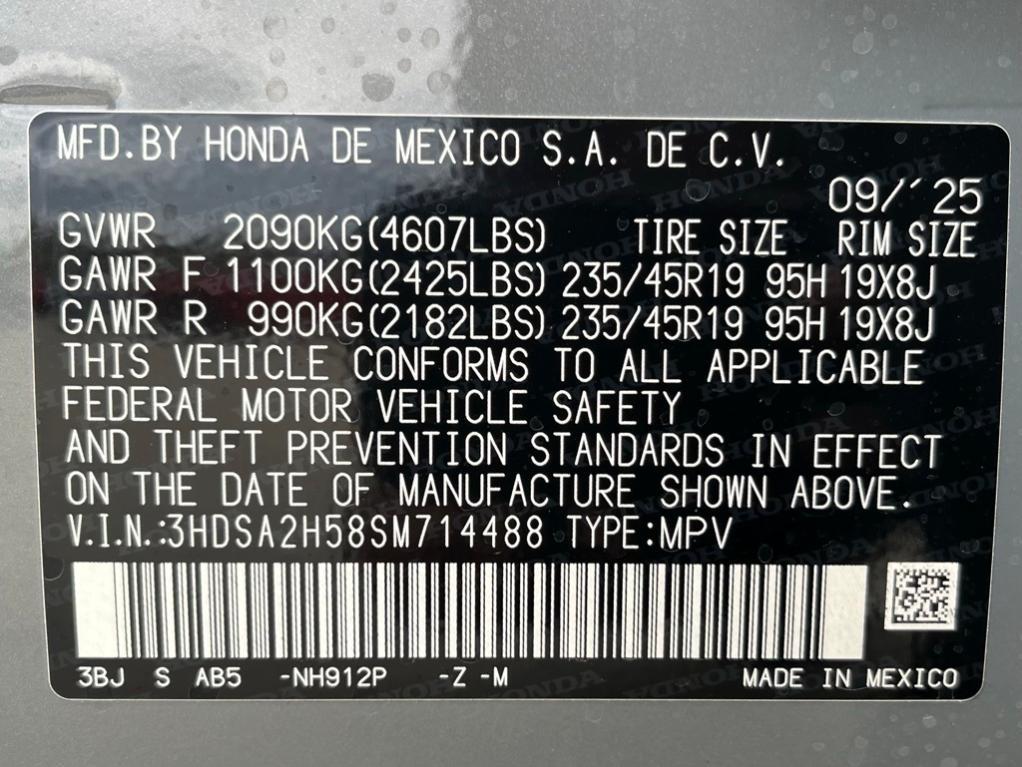 MFD.BY HONDA DE MEXICO S.A. DE C.V.
09/'25
GVWR 2090KG(4607LBS) TIRE SIZE RIM SIZE
GAWR F 1100KG(2425LBS) 235/45R19 95H 19X8J
GAWR R 990KG(2182LBS) 235/45R19 95H 19X8J
THIS VEHICLE CONFORMS TO ALL APPLICABLE
FEDERAL MOTOR VEHICLE SAFETY
AND THEFT PREVENTION STANDARDS IN EFFECT
ON THE DATE OF MANUFACTURE SHOWN ABOVE.
V.I.N.:3HDSA2H58SM714488 TYPE:MPV
3BJ S AB5 -NH912P -Z -M MADE IN MEXICO